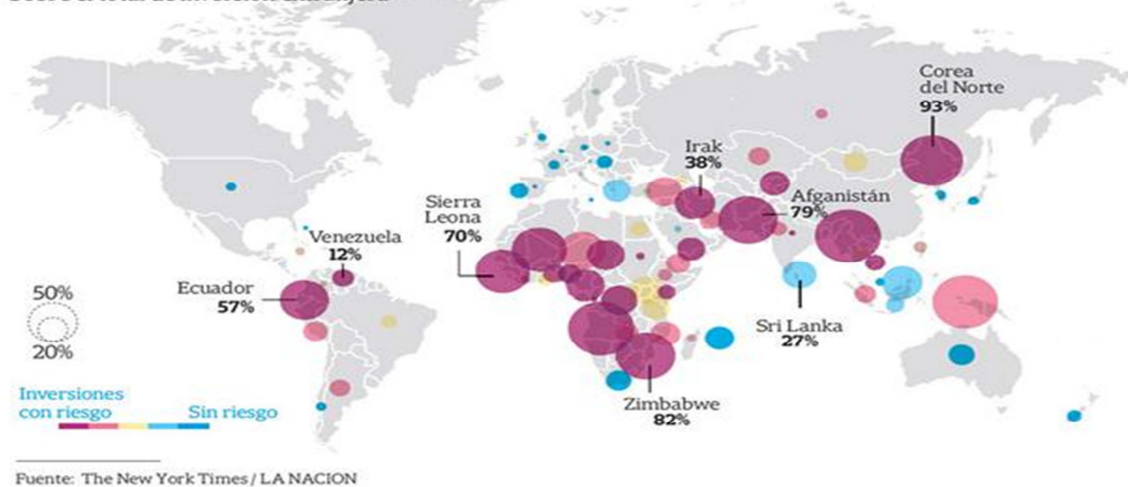 Corea
del Norte
93%
Irak
38%
Afganistán
79%
Sierra
Leona
70%
Venezuela
12%
Ecuador
57%
50%
20%
Sri Lanka
27%
Zimbabwe
82%
Inversiones
con riesgo
Sin riesgo
Fuente: The New York Times / LA NACION